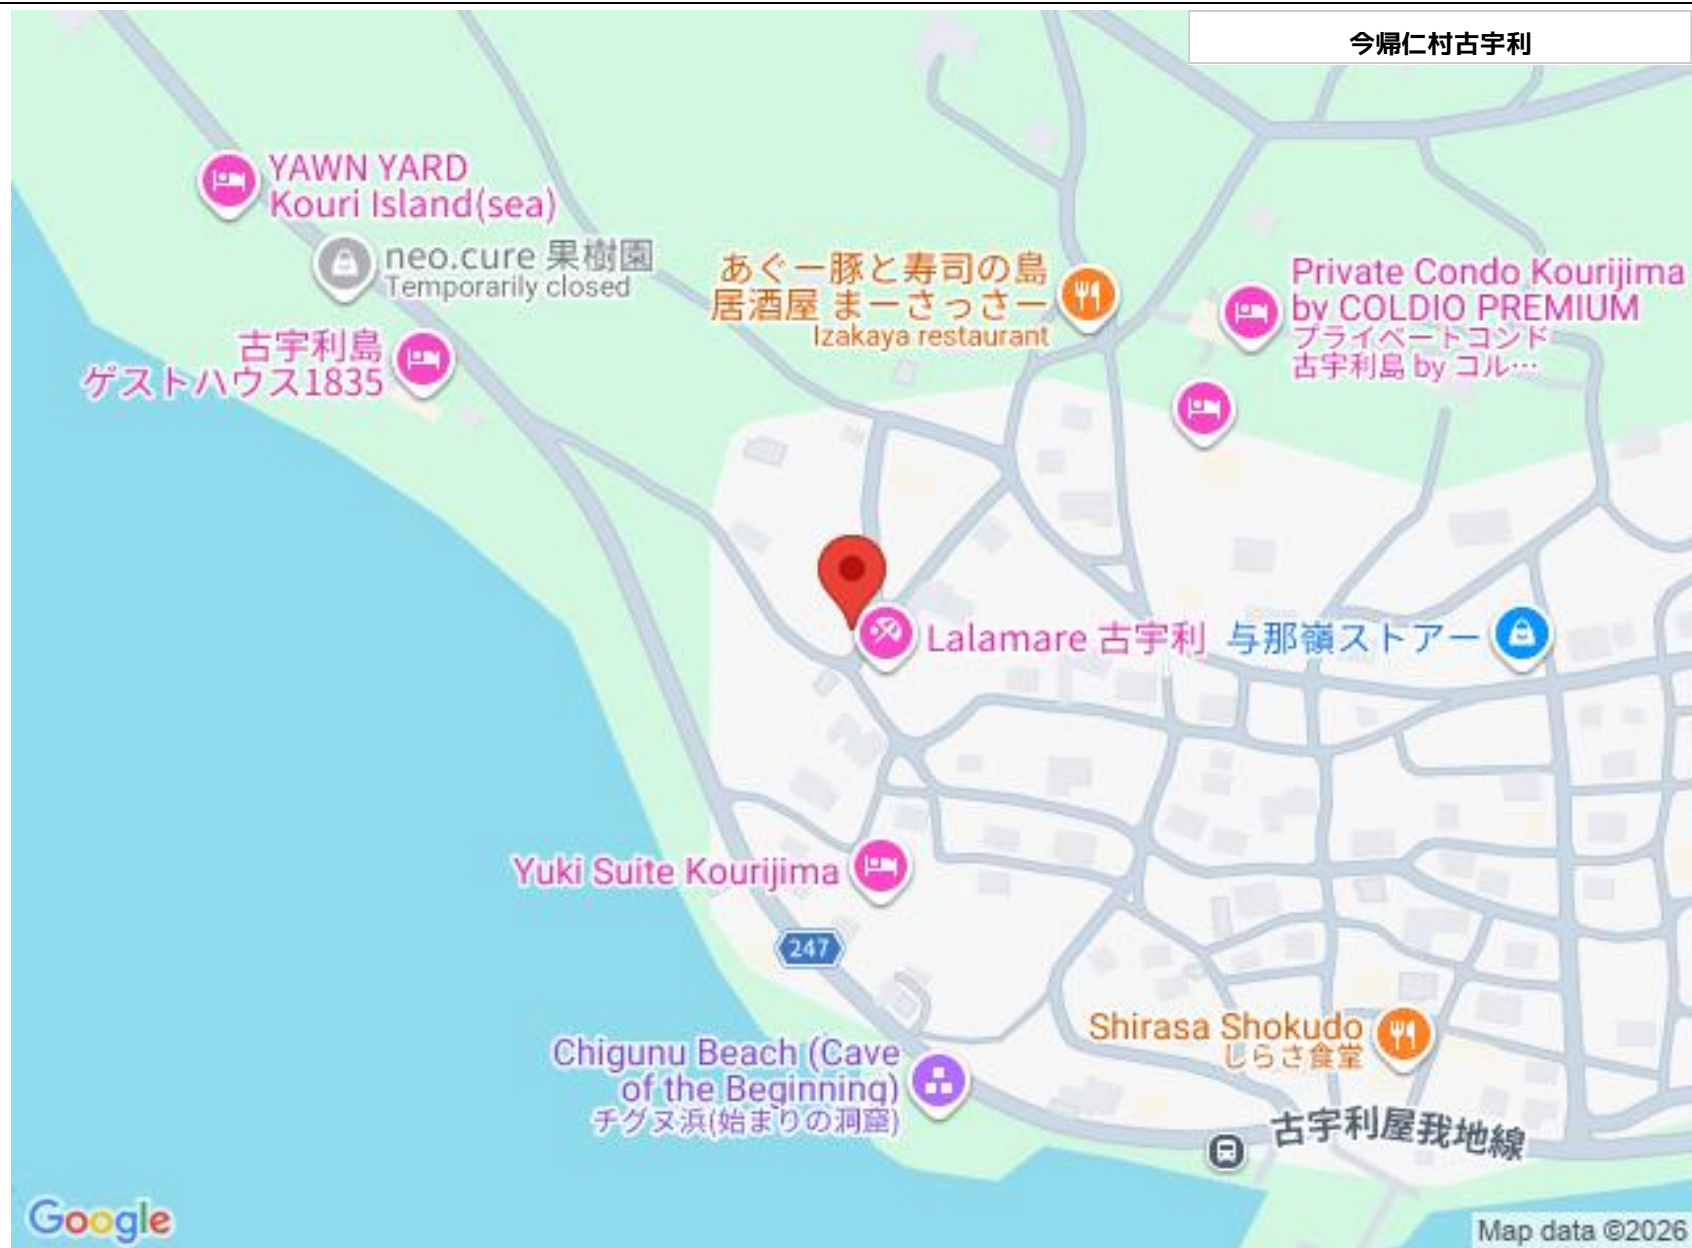 今帰仁村古宇利
YAWN YARD
Kouri Island(sea)
neo.cure 果樹園
Temporarily closed
あぐー豚と寿司の島
居酒屋 まーさっさー
Izakaya restaurant
Private Condo Kourijima
by COLDIO PREMIUM
プライベートコンド
古宇利島 by コル…
古宇利島
ゲストハウス1835
Lalamare 古宇利
与那嶺ストアー
Yuki Suite Kourijima
247
Shirasa Shokudo
しらさ食堂
Chigunu Beach (Cave
of the Beginning)
チグヌ浜(始まりの洞窟)
古宇利屋我地線
Google
Map data ©2026